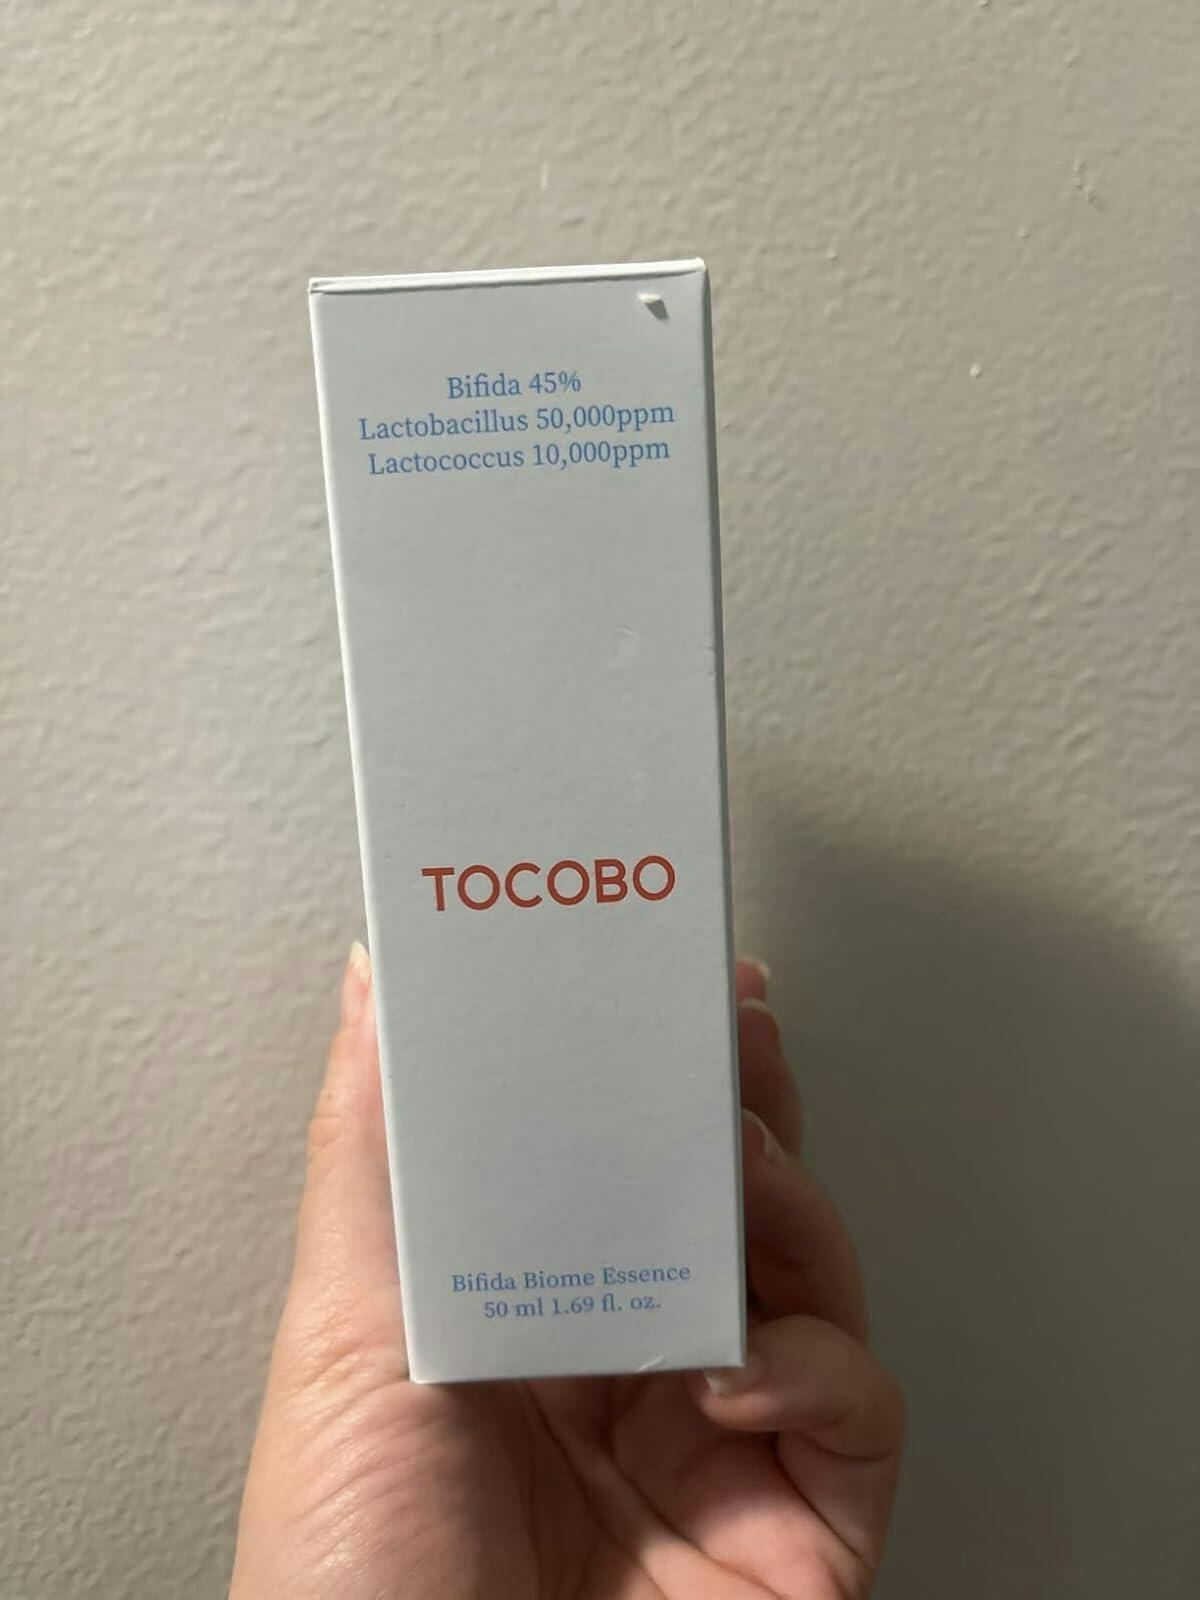 Bifida 45%
Lactobacillus 50,000ppm
Lactococcus 10,000ppm
TOCOBO
Bifida Biome Essence
50 ml 1.69 fl. oz.